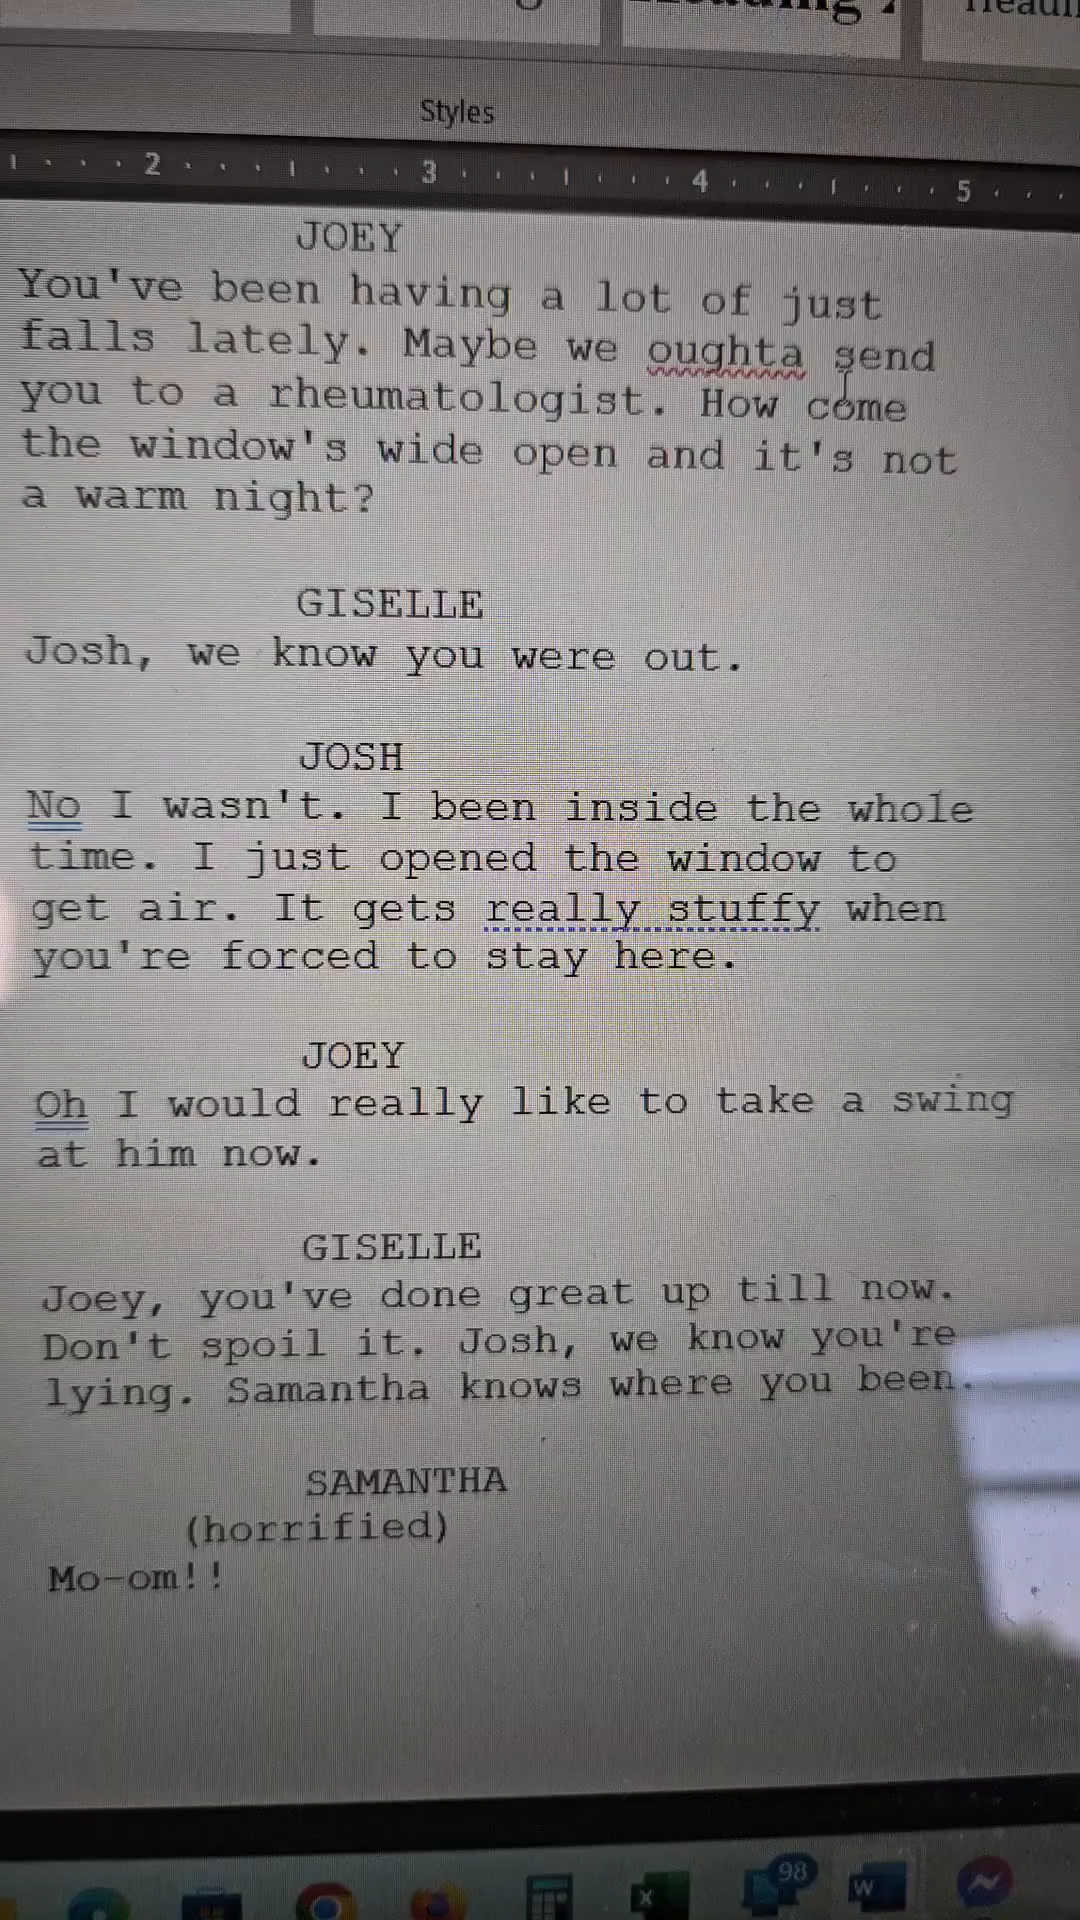 Styles
2 3 4 5
JOEY
You've been having a lot of just
falls lately. Maybe we oughta send
you to a rheumatologist. How come
the window's wide open and it's not
a warm night?
GISELLE
Josh, we know you were out.
JOSH
No I wasn't. I been inside the whole
time. I just opened the window to
get air. It gets really stuffy when
you're forced to stay here.
JOEY
Oh I would really like to take a swing
at him now.
GISELLE
Joey, you've done great up till now.
Don't spoil it. Josh, we know you're
lying. Samantha knows where you been.
SAMANTHA
(horrified)
Mo-om!!
98
W